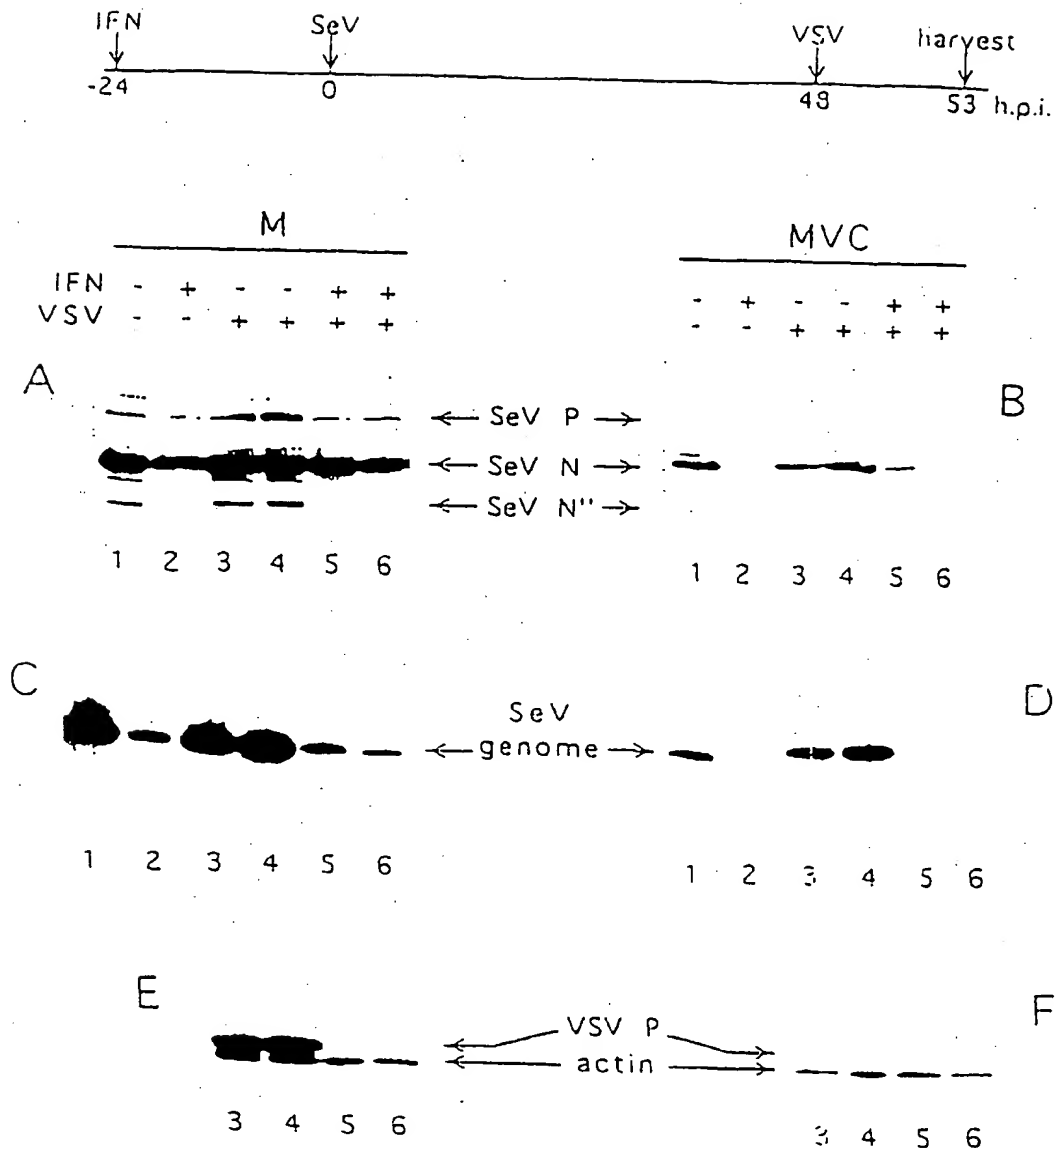 IFN SeV VSV harvest
-24 0 48 53 h.p.i.
M
MVC
IFN - + - - + +
VSV - - + + + +
- + - - + +
- - + + + +
A
B
SeV P
SeV N
SeV N''
1 2 3 4 5 6
1 2 3 4 5 6
C
D
SeV
genome
1 2 3 4 5 6
1 2 3 4 5 6
E
F
VSV P
actin
3 4 5 6
3 4 5 6